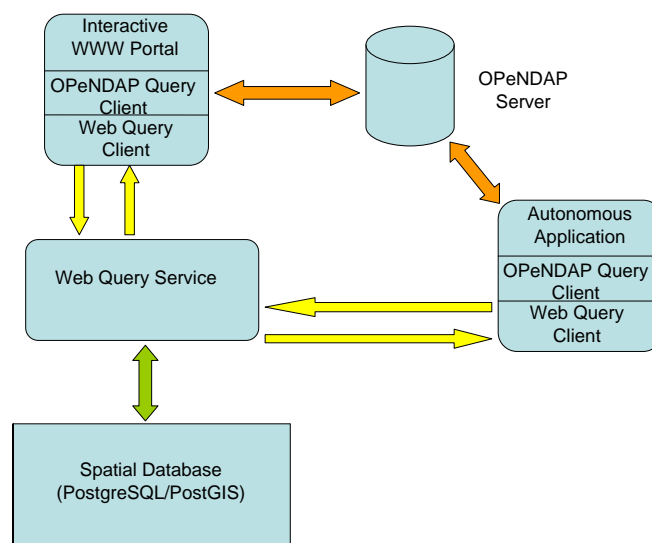 Interactive
WWW Portal
OPeNDAP Query
Client
Web Query
Client
OPeNDAP
Server
Autonomous
Application
OPeNDAP Query
Client
Web Query
Client
Web Query Service
Spatial Database
(PostgreSQL/PostGIS)